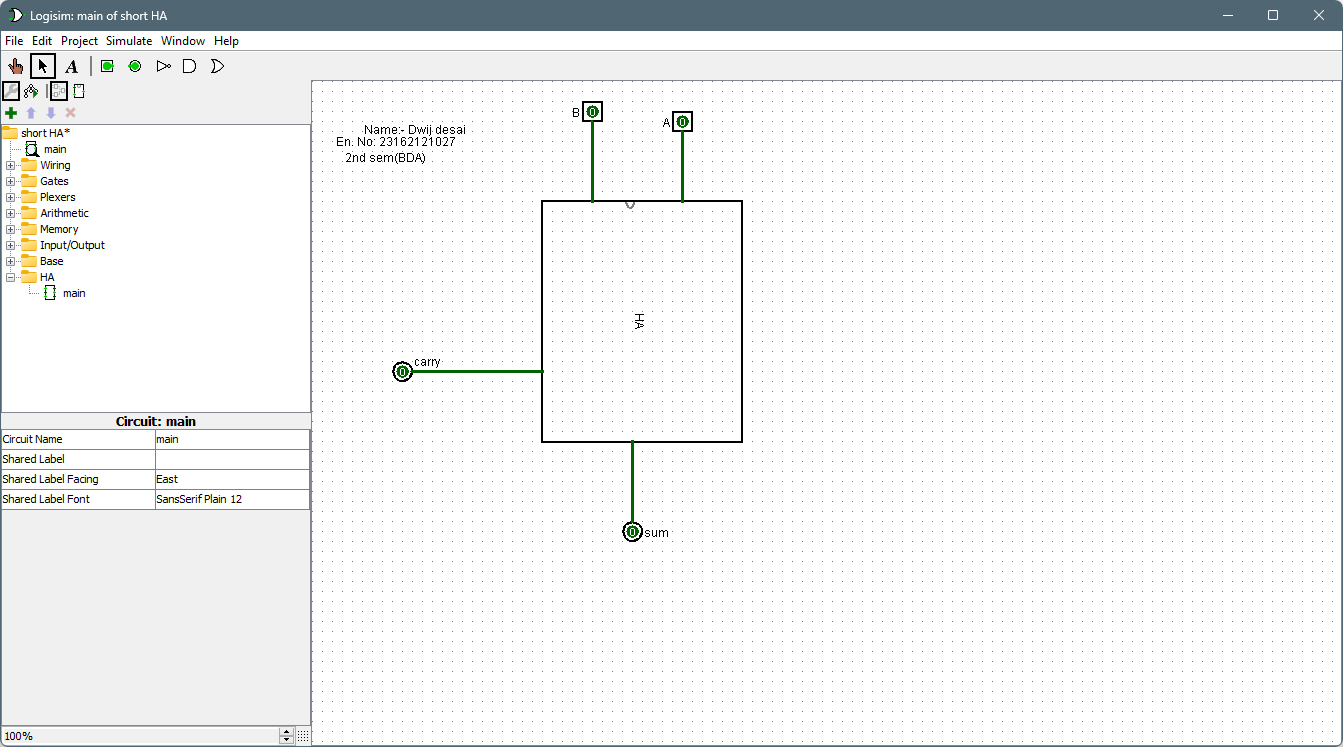 Logisim: main of short HA
File Edit Project Simulate Window Help
A
short HA*
main
Wiring
Gates
Plexers
Arithmetic
Memory
Input/Output
Base
HA
main
Circuit: main
Circuit Name main
Shared Label
Shared Label Facing East
Shared Label Font SansSerif Plain 12
100%
B 0
A 0
Name:- Dwij desai
En. No: 23162121027
2nd sem(BDA)
HA
carry
0
0 sum